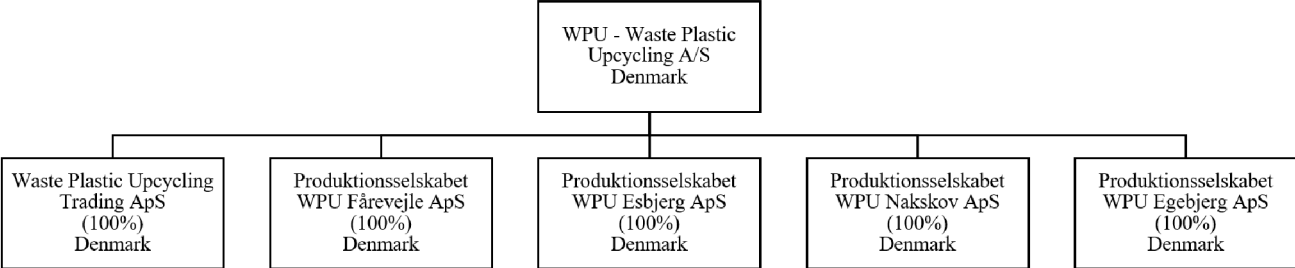 WPU - Waste Plastic
Upcycling A/S
Denmark
Waste Plastic Upcycling
Trading ApS
(100%)
Denmark
Produktionsselskabet
WPU Fårevejle ApS
(100%)
Denmark
Produktionsselskabet
WPU Esbjerg ApS
(100%)
Denmark
Produktionsselskabet
WPU Nakskov ApS
(100%)
Denmark
Produktionsselskabet
WPU Egebjerg ApS
(100%)
Denmark